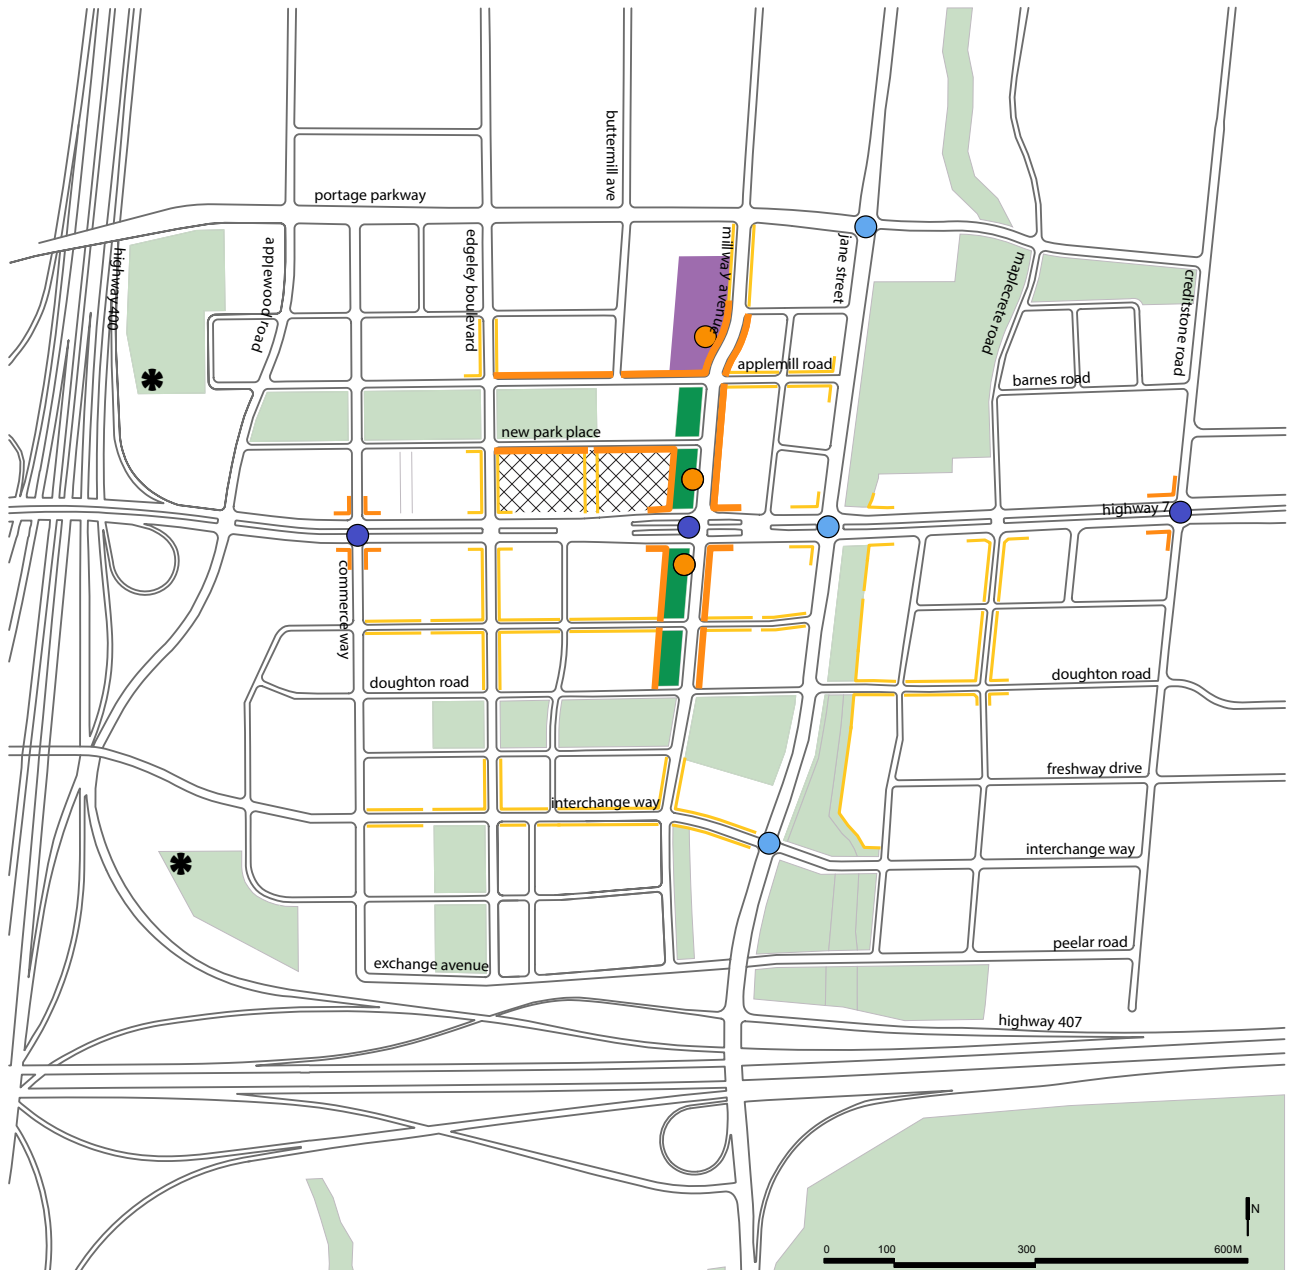 buttermill ave
portage parkway
highway 400
applewood road
edgeley boulevard
millway avenue
jane street
maplecrete road
creditstone road
applemill road
barnes road
new park place
highway 7
commerce way
doughton road
doughton road
freshway drive
interchange way
interchange way
peelar road
exchange avenue
highway 407
N
0 100 300 600M